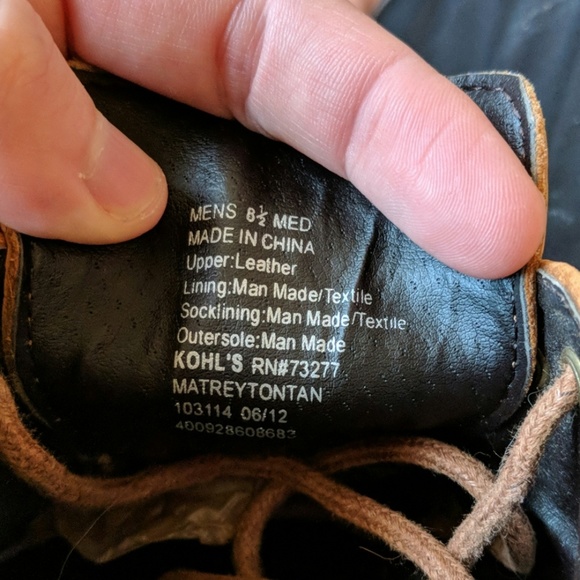 MENS 8½ MED
MADE IN CHINA
Upper:Leather
Lining:Man Made/Textile
Socklining:Man Made/Textile
Outersole:Man Made
KOHL'S RN#73277
MATREYTONTAN
103114 06/12
400928608683